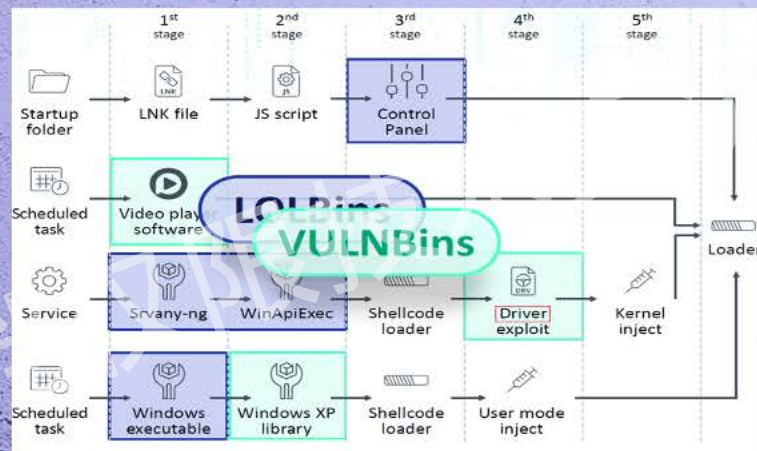 1st 2nd 3rd 4th 5th
stage stage stage stage stage
LNK JS
Startup folder LNK file JS script Control Panel
Scheduled task Video player software
LOLBins
VULNBins
Loader
DRV
Service Srvany-ng WinApiExec Shellcode loader Driver exploit Kernel inject
Scheduled task Windows executable Windows XP library Shellcode loader User mode inject